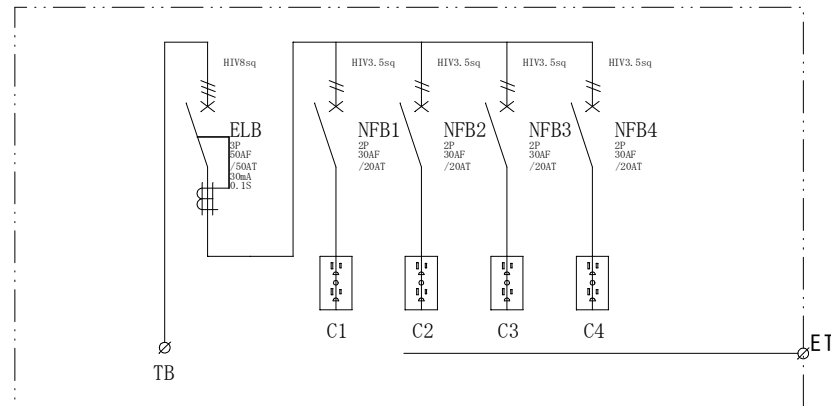 HIV8sq
HIV3.5sq
HIV3.5sq
HIV3.5sq
HIV3.5sq
ELB
3P
50AF
/50AT
30mA
0.1S
NFB1
2P
30AF
/20AT
NFB2
2P
30AF
/20AT
NFB3
2P
30AF
/20AT
NFB4
2P
30AF
/20AT
C1
C2
C3
C4
TB
ET